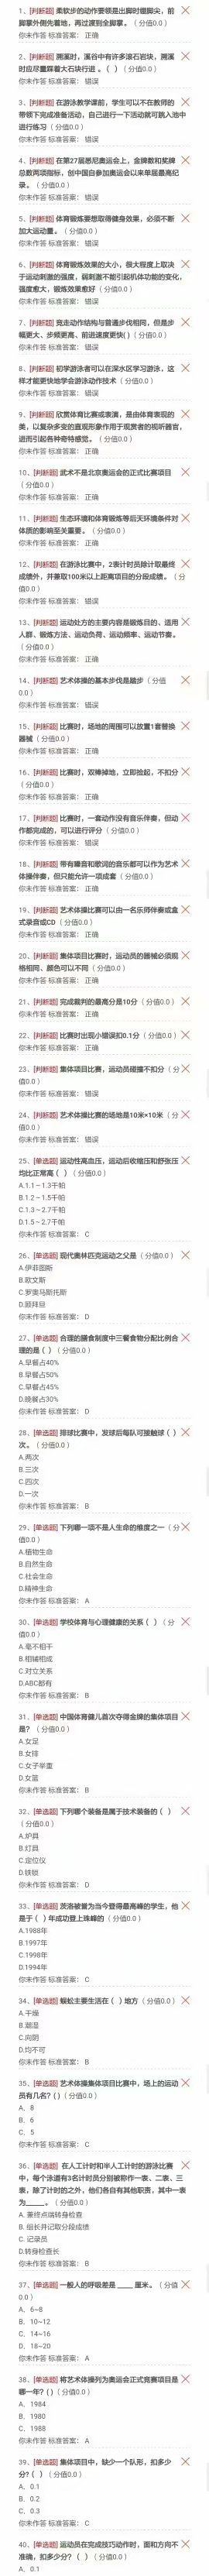 1、[判断题] 柔软步的动作要领是出脚时绷脚尖，前
脚掌外侧先着地，再过渡到全脚掌。（分值0.0 ）
你未作答 标准答案： 正确
2、[判断题] 溯溪时，溪谷中有许多滚石岩块，溯溪
时应尽量踩着大石块行进 。（ ）（分值0.0 ）
你未作答 标准答案： 错误
3、[判断题] 在游泳教学课前，学生可以不在教师的
带领下完成准备活动，自己进行一下活动就可跳入池中
进行练习（分值0.0 ）
你未作答 标准答案： 错误
4、[判断题] 在第27届悉尼奥运会上，金牌数和奖牌
总数两项指标，创中国自参加奥运会以来单届最高纪
录。（分值0.0 ）
你未作答 标准答案： 正确
5、[判断题] 体育锻炼要想取得健身效果，必须不断
加大运动量。（分值0.0 ）
你未作答 标准答案： 错误
6、[判断题] 体育锻炼效果的大小，很大程度上取决
于运动刺激的强度，弱刺激不能引起机体功能的变化，
强度愈大，锻炼效果愈好（分值0.0 ）
你未作答 标准答案： 错误
7、[判断题] 竞走动作结构与普通步伐相同，但是步
幅更大、步频更高、前进速度更快( )（分值0.0 ）
你未作答 标准答案： 错误
8、[判断题] 初学游泳者可以在深水区学习游泳，这
样才能更快地学会游泳动作技术（分值0.0 ）
你未作答 标准答案： 错误
9、[判断题] 欣赏体育比赛或表演，是由体育表现的
美，以复杂多变的直观形象作用于观赏者的视听器官，
进而引起各种奇特感觉。（分值0.0 ）
你未作答 标准答案： 正确
10、[判断题] 武术不是北京奥运会的正式比赛项目
（分值0.0 ）
你未作答 标准答案： 正确
11、[判断题] 生态环境和体育锻炼等后天环境条件对
体质的影响至关重要。（分值0.0 ）
你未作答 标准答案： 正确
12、[判断题] 在游泳比赛中，2表计时员除计取最终
成绩外，并兼取100米以上距离项目的分段成绩。（分
值0.0 ）
你未作答 标准答案： 错误
13、[判断题] 运动处方的主要内容是锻炼目的、适用
人群、锻炼方法、运动负荷、运动频率、运动节奏。
（分值0.0 ）
你未作答 标准答案： 正确
14、[判断题] 艺术体操的基本步伐是踏步（分值
0.0 ）
你未作答 标准答案： 错误
15、[判断题] 比赛时，场地的周围可以放置1套替换
器械（分值0.0 ）
你未作答 标准答案： 正确
16、[判断题] 比赛时，双棒掉地，立即捡起，不扣分
（分值0.0 ）
你未作答 标准答案： 正确
17、[判断题] 比赛时，一套动作没有音乐伴奏，但动
作都完成的，可以进行评分（分值0.0 ）
你未作答 标准答案： 错误
18、[判断题] 带有嗓音和歌词的音乐都可以作为艺术
体操伴奏，但只能允许一项成套（分值0.0 ）
你未作答 标准答案： 正确
19、[判断题] 艺术体操比赛可以由一名乐师伴奏或盒
式录音或CD（分值0.0 ）
你未作答 标准答案： 正确
20、[判断题] 集体项目比赛时，运动员的器械必须规
格相同、颜色可以不同（分值0.0 ）
你未作答 标准答案： 正确
21、[判断题] 完成裁判的最高分是10分（分值0.0 ）
你未作答 标准答案： 正确
22、[判断题] 比赛时出现小错误扣0.1分（分值0.0 ）
你未作答 标准答案： 正确
23、[判断题] 集体项目比赛，运动员碰撞不扣分（分
值0.0 ）
你未作答 标准答案： 错误
24、[判断题] 艺术体操比赛的场地是10米×10米（分
值0.0 ）
你未作答 标准答案： 错误
25、[单选题] 运动性高血压，运动后收缩压和舒张压
均比正常高（ ）（分值0.0 ）
A.1.1－1.3千帕
B.1.2－1.5千帕
C.1.3－2.7千帕
D.1.5－2.7千帕
你未作答 标准答案： C
26、[单选题] 现代奥林匹克运动之父是（分值0.0 ）
A.伊菲图斯
B.欧文斯
C.罗奥马斯托斯
D.顾拜旦
你未作答 标准答案： D
27、[单选题] 合理的膳食制度中三餐食物分配比例合
理的是（ ）（分值0.0 ）
A.早餐占40%
B.早餐占50%
C.早餐占45%
D.晚餐占30%
你未作答 标准答案： D
28、[单选题] 排球比赛中，发球后每队可接触球（ ）
次。（分值0.0 ）
A.两次
B.三次
C.四次
D.一次
你未作答 标准答案： B
29、[单选题] 下列哪一项不是人生命的维度之一（分
值0.0 ）
A.植物生命
B.自然生命
C.社会生命
D.精神生命
你未作答 标准答案： A
30、[单选题] 学校体育与心理健康的关系（ ）（分
值0.0 ）
A.毫不相干
B.相辅相成
C.对立关系
D.ABC都有
你未作答 标准答案： B
31、[单选题] 中国体育健儿首次夺得金牌的集体项目
是？（分值0.0 ）
A.女足
B.女排
C.女子举重
D.女篮
你未作答 标准答案： B
32、[单选题] 下列哪个装备是属于技术装备的（ ）
（分值0.0 ）
A.炉具
B.灯具
C.定位仪
D.铁锁
你未作答 标准答案： D
33、[单选题] 茨洛被誉为当今登得最高峰的学生，他
是于（ ）年成功登上珠峰的（分值0.0 ）
A.1988年
B.1997年
C.1998年
D.1994年
你未作答 标准答案： C
34、[单选题] 蜈蚣主要生活在（ ）地方（分值0.0 ）
A.干燥
B.潮湿
C.向阴
D.均不可
你未作答 标准答案： B
35、[单选题] 艺术体操集体项目比赛中，场上的运动
员有几名？( )（分值0.0 ）
A、8
B、6
C、5
你未作答 标准答案： C
36、[单选题] 在人工计时和半人工计时的游泳比赛
中，每个泳道有3名计时员分别被称作一表、二表、三
表，除了计时的之外，他们各自有其他职责，其中一表
为_____。（分值0.0 ）
A. 兼终点端转身检查
B. 组长并记取分段成绩
C. 记录员
D.转身检查长
你未作答 标准答案： B
37、[单选题] 一般人的呼吸差是 ____ 厘米。（分值
0.0 ）
A、6~8
B、10~12
C、14~16
D、18~20
你未作答 标准答案： A
38、[单选题] 将艺术体操列为奥运会正式竞赛项目是
哪一年？( )（分值0.0 ）
A、1984
B、1980
C、1988
你未作答 标准答案： A
39、[单选题] 集体项目中，缺少一个队形，扣多少
分？（ ）（分值0.0 ）
A、0.1
B、0.2
C、0.3
你未作答 标准答案： C
40、[单选题] 运动员在完成技巧动作时，面和方向不
准确，扣多少分？（ ）（分值0.0 ）
A、0.1